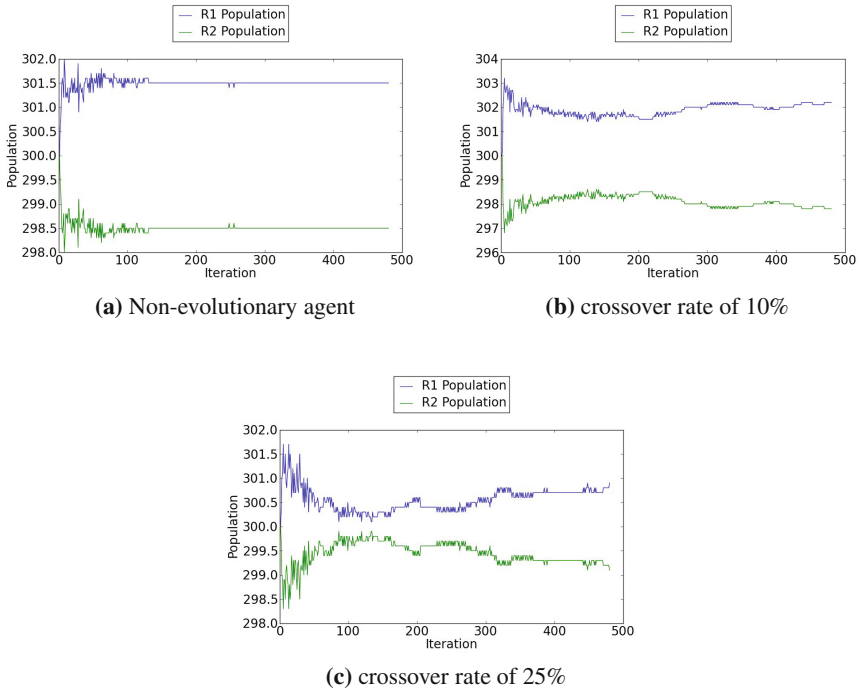 R1 Population
R2 Population
302.0
301.5
301.0
300.5
300.0
299.5
299.0
298.5
298.0
Population
0 100 200 300 400 500
Iteration
(a) Non-evolutionary agent
R1 Population
R2 Population
304
303
302
301
300
299
298
297
296
Population
0 100 200 300 400 500
Iteration
(b) crossover rate of 10%
R1 Population
R2 Population
302.0
301.5
301.0
300.5
300.0
299.5
299.0
298.5
298.0
Population
0 100 200 300 400 500
Iteration
(c) crossover rate of 25%